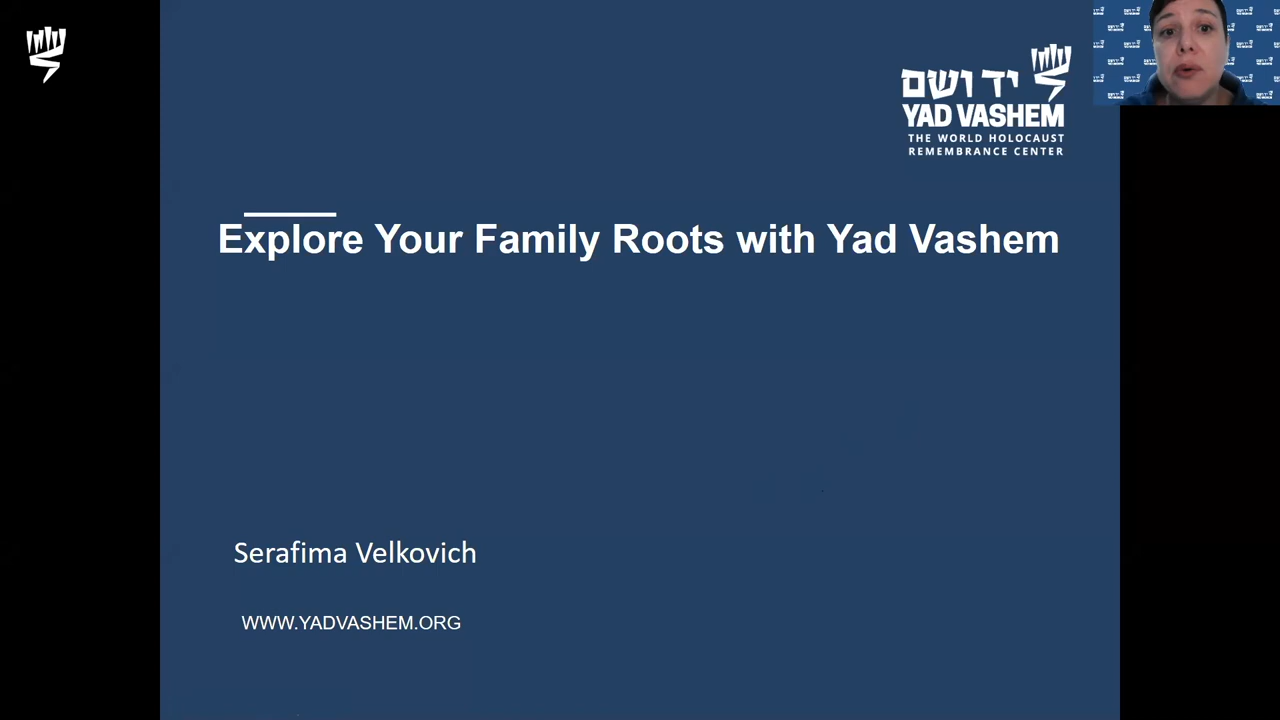 יד ושם
YAD VASHEM
THE WORLD HOLOCAUST
REMEMBRANCE CENTER
Explore Your Family Roots with Yad Vashem
Serafima Velkovich
WWW.YADVASHEM.ORG